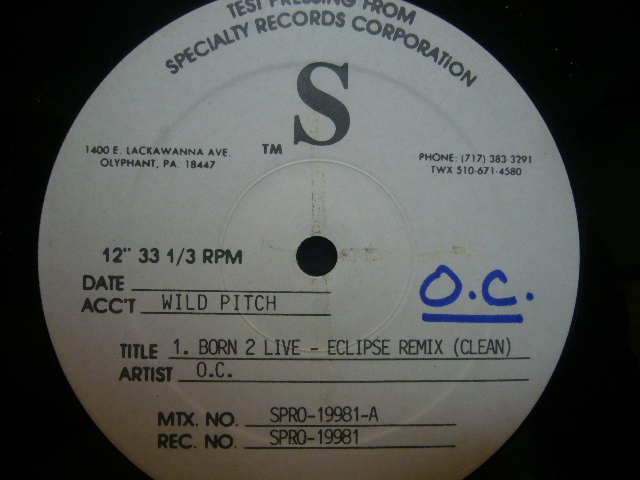 TEST PRESSING FROM
SPECIALTY RECORDS CORPORATION
S
TM
1400 E. LACKAWANNA AVE.
OLYPHANT, PA. 18447
PHONE: (717) 383-3291
TWX 510-671-4580
12" 33 1/3 RPM
DATE
ACC'T WILD PITCH
O.C.
TITLE 1. BORN 2 LIVE - ECLIPSE REMIX (CLEAN)
ARTIST O.C.
MTX. NO. SPRO-19981-A
REC. NO. SPRO-19981